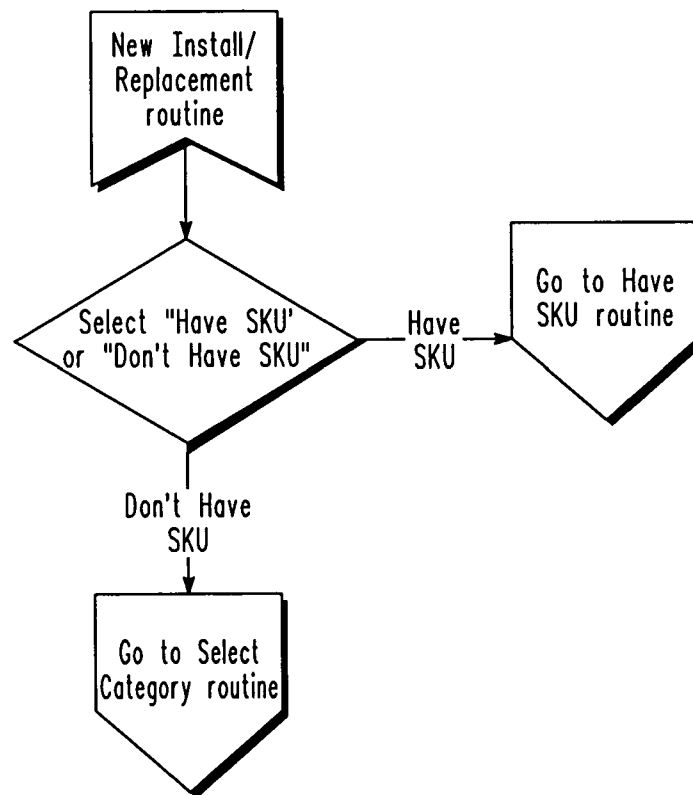 New Install/
Replacement
routine
Select "Have SKU'
or "Don't Have SKU"
Have
SKU
Go to Have
SKU routine
Don't Have
SKU
Go to Select
Category routine